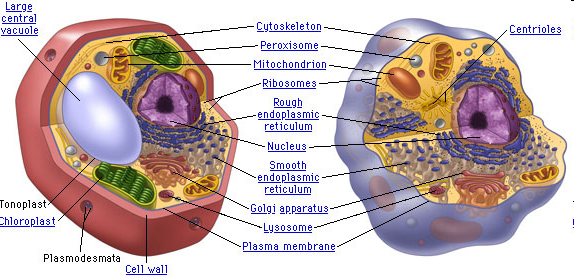 Large
central
vacuole
Cytoskeleton
Peroxisome
Mitochondrion
Ribosomes
Rough
endoplasmic
reticulum
Nucleus
Smooth
endoplasmic
reticulum
Golgi apparatus
Lysosome
Plasma membrane
Centrioles
Tonoplast
Chloroplast
Plasmodesmata
Cell wall